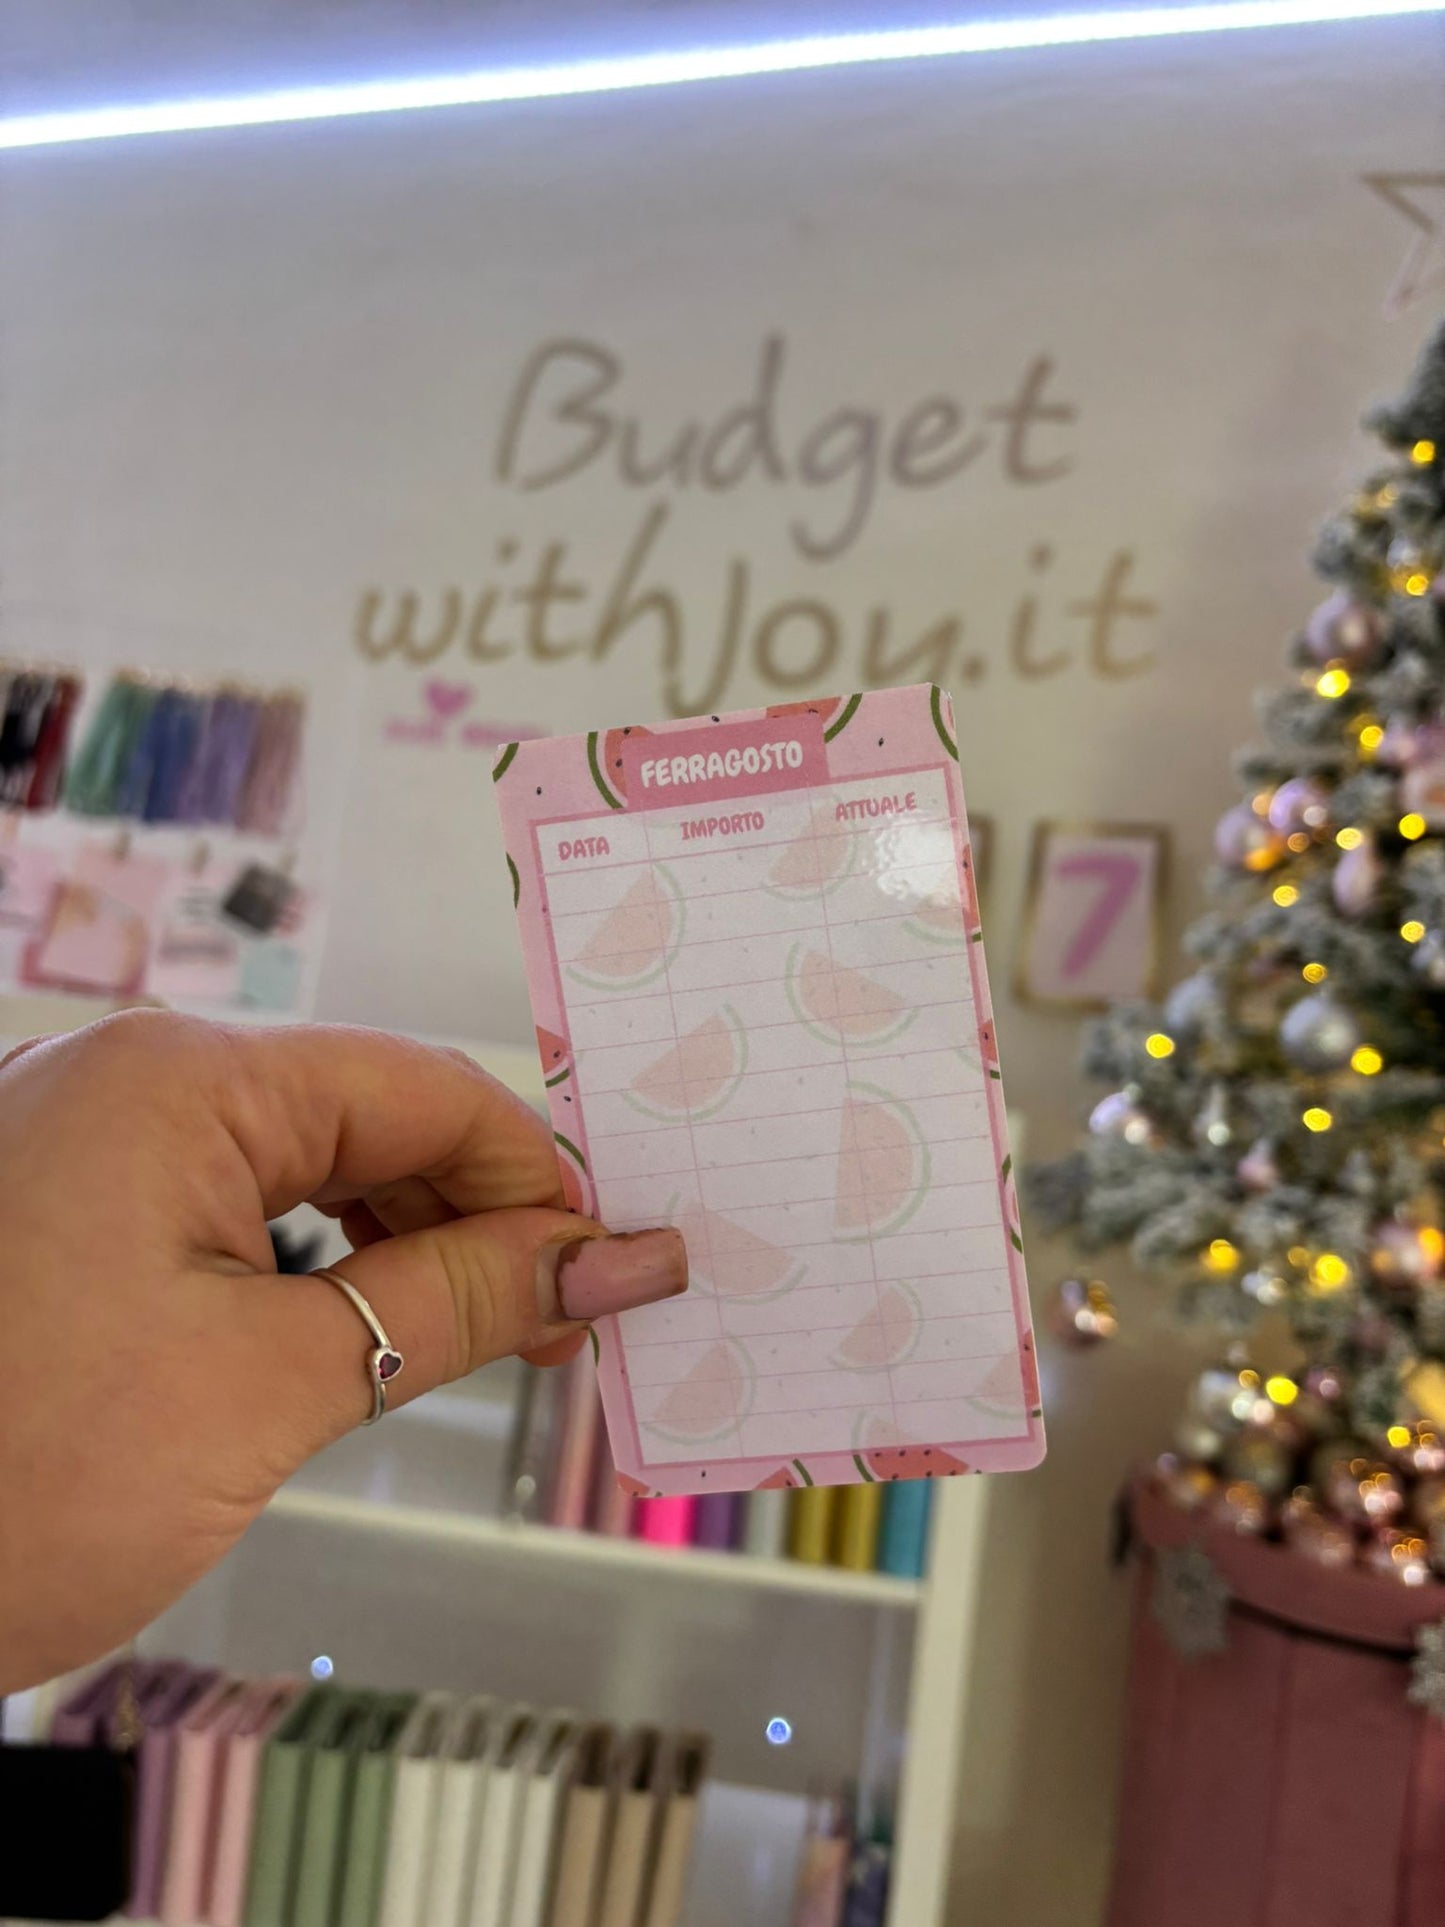 Budget
withJoy.it
FERRAGOSTO
DATA IMPORTO ATTUALE
7